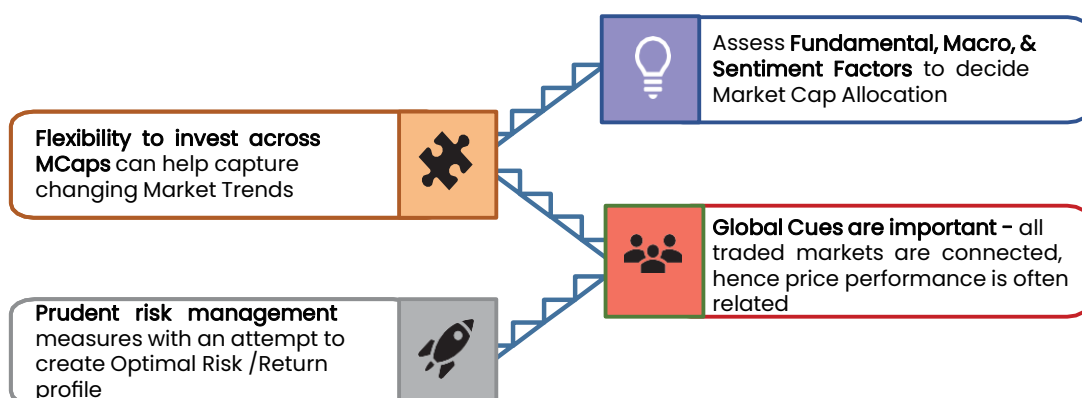 Assess Fundamental, Macro, &
Sentiment Factors to decide
Market Cap Allocation
Flexibility to invest across
MCaps can help capture
changing Market Trends
Global Cues are important - all
traded markets are connected,
hence price performance is often
related
Prudent risk management
measures with an attempt to
create Optimal Risk /Return
profile